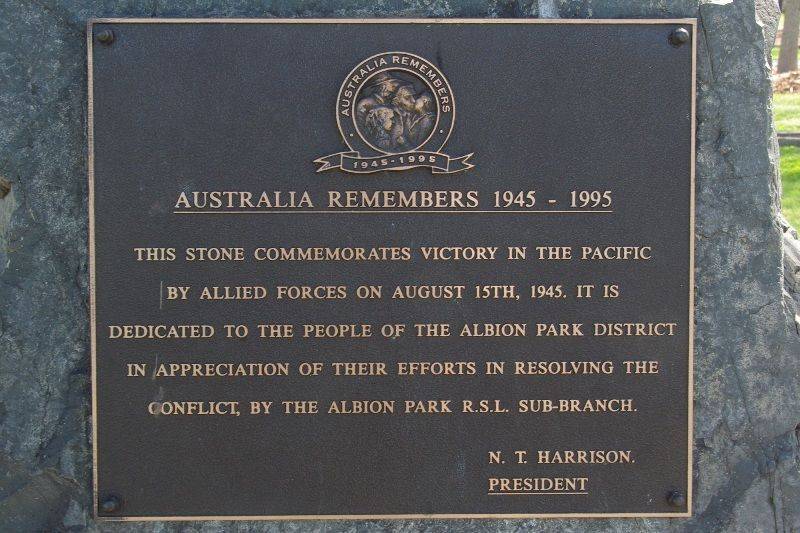 AUSTRALIA REMEMBERS
1945-1995
AUSTRALIA REMEMBERS 1945 - 1995
THIS STONE COMMEMORATES VICTORY IN THE PACIFIC
BY ALLIED FORCES ON AUGUST 15TH, 1945. IT IS
DEDICATED TO THE PEOPLE OF THE ALBION PARK DISTRICT
IN APPRECIATION OF THEIR EFFORTS IN RESOLVING THE
CONFLICT, BY THE ALBION PARK R.S.L. SUB-BRANCH.
N. T. HARRISON.
PRESIDENT